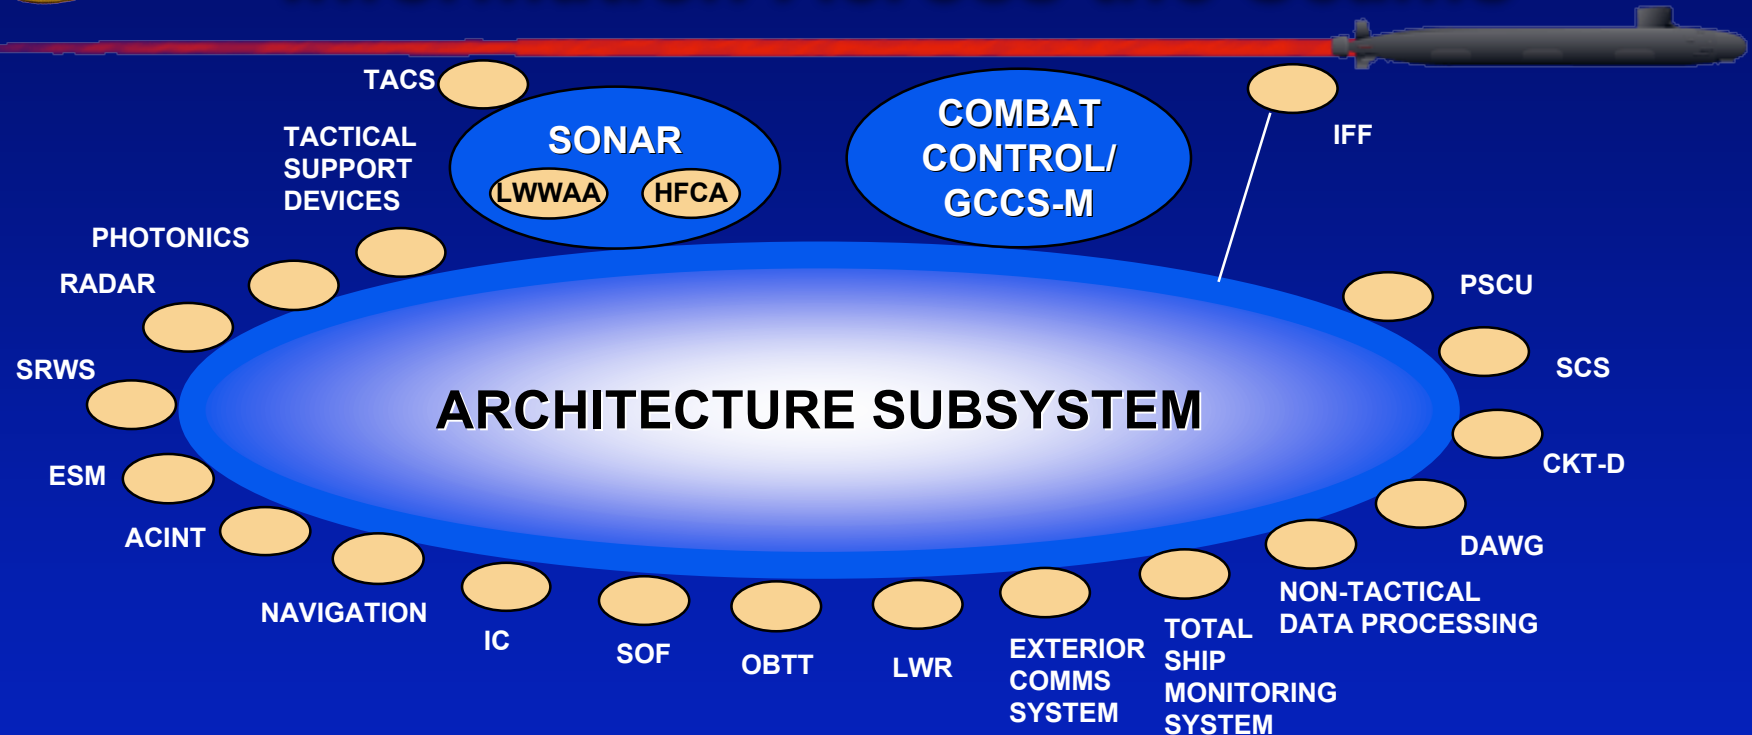 TACS
SONAR
LWWAA
HFCA
COMBAT
CONTROL/
GCCS-M
IFF
TACTICAL
SUPPORT
DEVICES
PHOTONICS
RADAR
SRWS
ESM
ACINT
NAVIGATION
IC
SOF
OBTT
LWR
EXTERIOR
COMMS
SYSTEM
TOTAL
SHIP
MONITORING
SYSTEM
NON-TACTICAL
DATA PROCESSING
DAWG
CKT-D
SCS
PSCU
ARCHITECTURE SUBSYSTEM